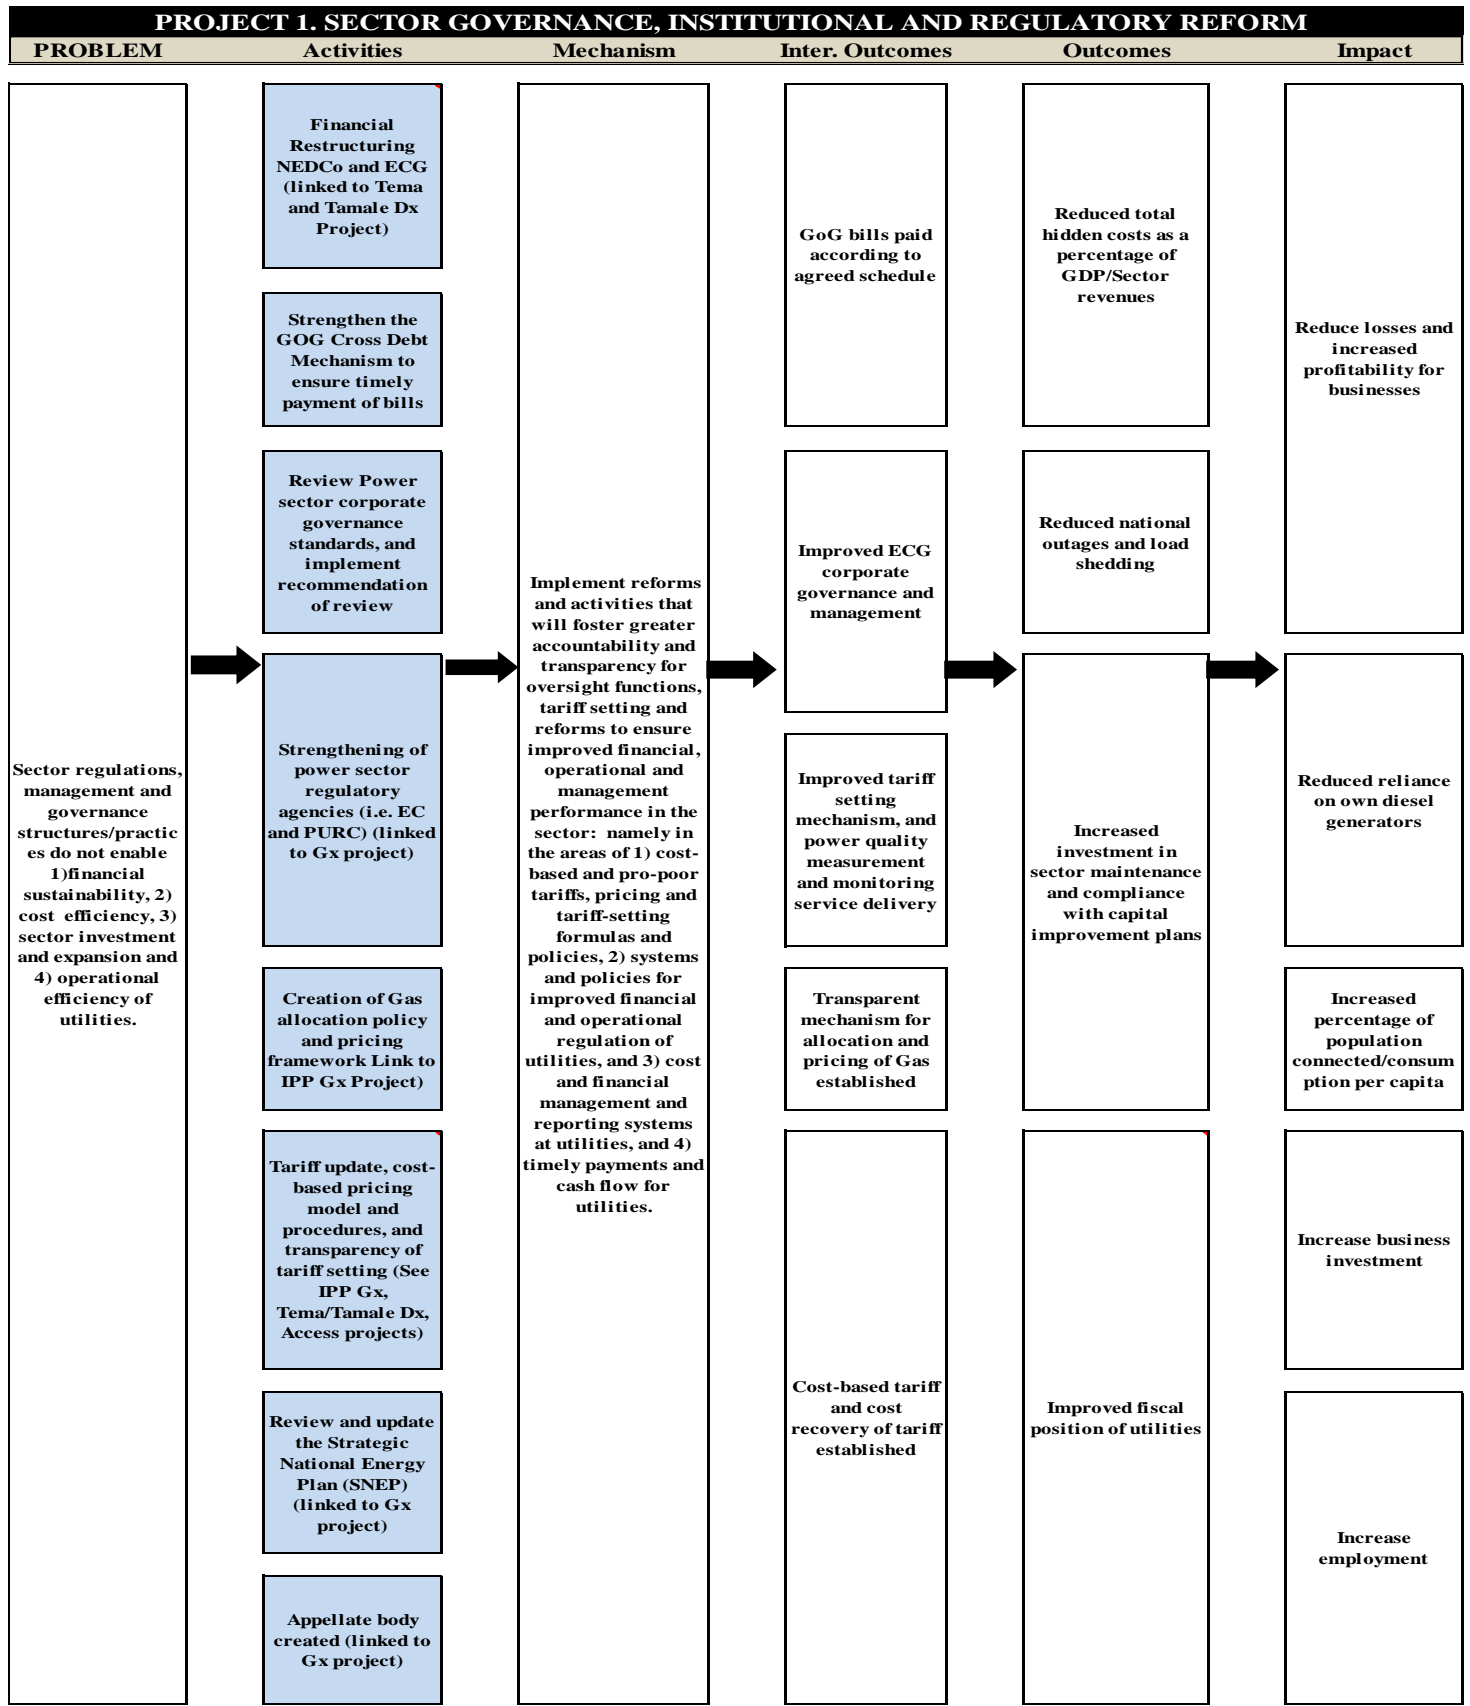 PROJECT 1. SECTOR GOVERNANCE, INSTITUTIONAL AND REGULATORY REFORM
PROBLEM
Activities
Mechanism
Inter. Outcomes
Outcomes
Impact
Sector regulations,
management and
governance
structures/practic
es do not enable
1)financial
sustainability, 2)
cost efficiency, 3)
sector investment
and expansion and
4) operational
efficiency of
utilities.
Financial
Restructuring
NEDCo and ECG
(linked to Tema
and Tamale Dx
Project)
Strengthen the
GOG Cross Debt
Mechanism to
ensure timely
payment of bills
Review Power
sector corporate
governance
standards, and
implement
recommendation
of review
Strengthening of
power sector
regulatory
agencies (i.e. EC
and PURC) (linked
to Gx project)
Creation of Gas
allocation policy
and pricing
framework Link to
IPP Gx Project)
Tariff update, cost-
based pricing
model and
procedures, and
transparency of
tariff setting (See
IPP Gx,
Tema/Tamale Dx,
Access projects)
Review and update
the Strategic
National Energy
Plan (SNEP)
(linked to Gx
project)
Appellate body
created (linked to
Gx project)
Implement reforms
and activities that
will foster greater
accountability and
transparency for
oversight functions,
tariff setting and
reforms to ensure
improved financial,
operational and
management
performance in the
sector: namely in
the areas of 1) cost-
based and pro-poor
tariffs, pricing and
tariff-setting
formulas and
policies, 2) systems
and policies for
improved financial
and operational
regulation of
utilities, and 3) cost
and financial
management and
reporting systems
at utilities, and 4)
timely payments and
cash flow for
utilities.
GoG bills paid
according to
agreed schedule
Improved ECG
corporate
governance and
management
Improved tariff
setting
mechanism, and
power quality
measurement
and monitoring
service delivery
Transparent
mechanism for
allocation and
pricing of Gas
established
Cost-based tariff
and cost
recovery of tariff
established
Reduced total
hidden costs as a
percentage of
GDP/Sector
revenues
Reduced national
outages and load
shedding
Increased
investment in
sector maintenance
and compliance
with capital
improvement plans
Improved fiscal
position of utilities
Reduce losses and
increased
profitability for
businesses
Reduced reliance
on own diesel
generators
Increased
percentage of
population
connected/consum
ption per capita
Increase business
investment
Increase
employment